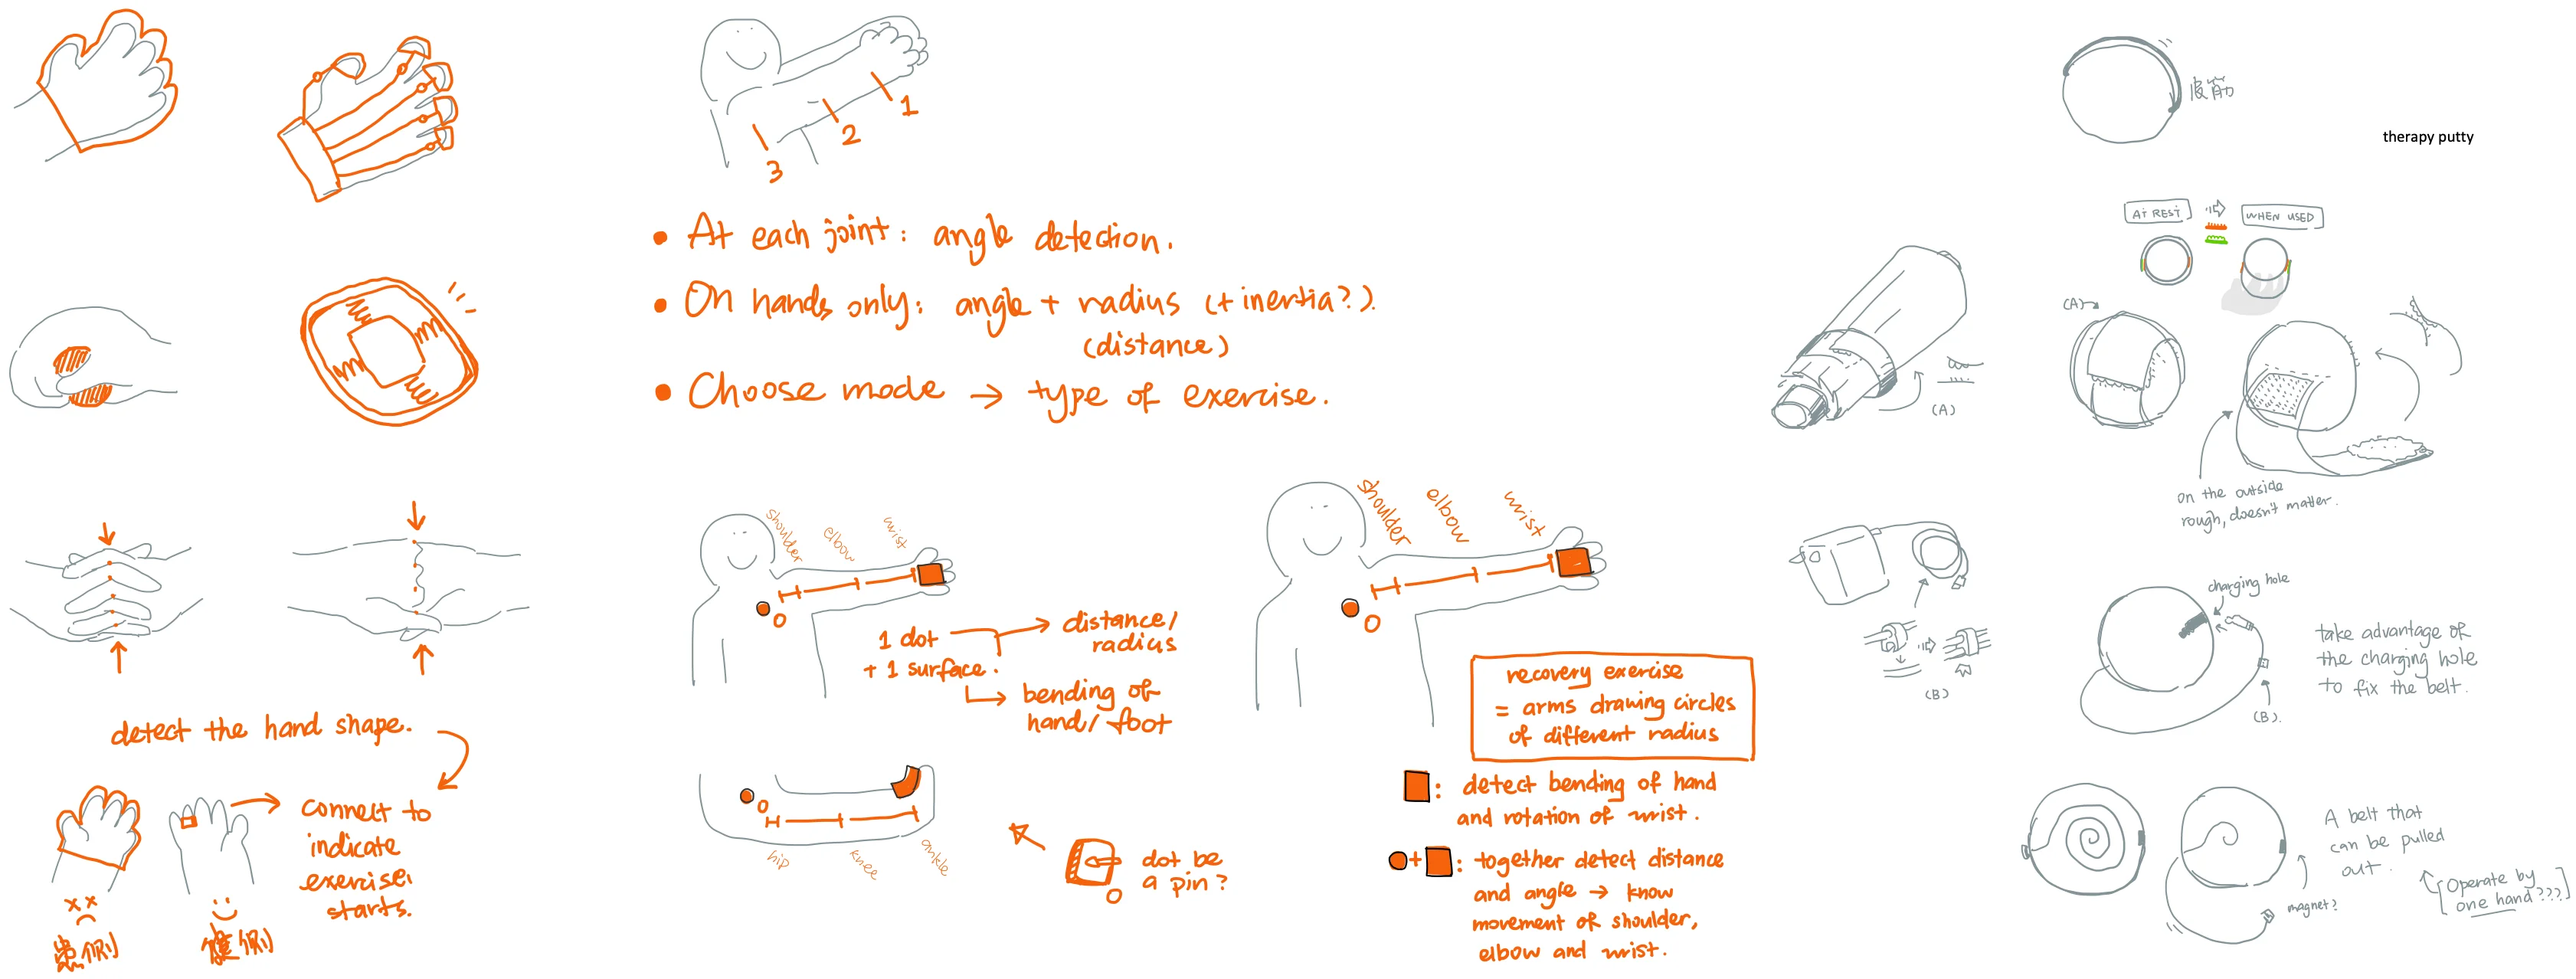 1
2
3
• At each joint: angle detection.
• On hands only: angle + radius (+ inertia?).
(distance)
• Choose mode → type of exercise.
detect the hand shape.
connect to
indicate
exercise
starts.
患侧
健侧
shoulder
elbow
wrist
0
1 dot
+ 1 surface.
distance/
radius
bending of
hand/foot
0
hip
knee
ankle
dot be
a pin?
0
shoulder
elbow
wrist
0
recovery exercise
= arms drawing circles
of different radius
: detect bending of hand
and rotation of wrist.
+ : together detect distance
and angle → know
movement of shoulder,
elbow and wrist.
therapy putty
AT REST
WHEN USED
(A)
(A)
on the outside
rough, doesn't matter.
(B)
charging hole
(B).
take advantage of
the charging hole
to fix the belt.
magnet?
A belt that
can be pulled
out.
[Operate by
one hand???]